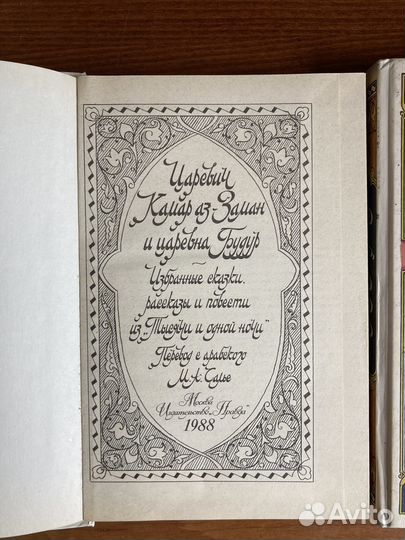 Царевич
Камар аз-Заман
и царевна Будур
Избранные сказки,
рассказы и повести
из „Тысячи и одной ночи"
Перевод с арабского
М.А. Салье
Москва
Издательство „Правда"
1988
Avito